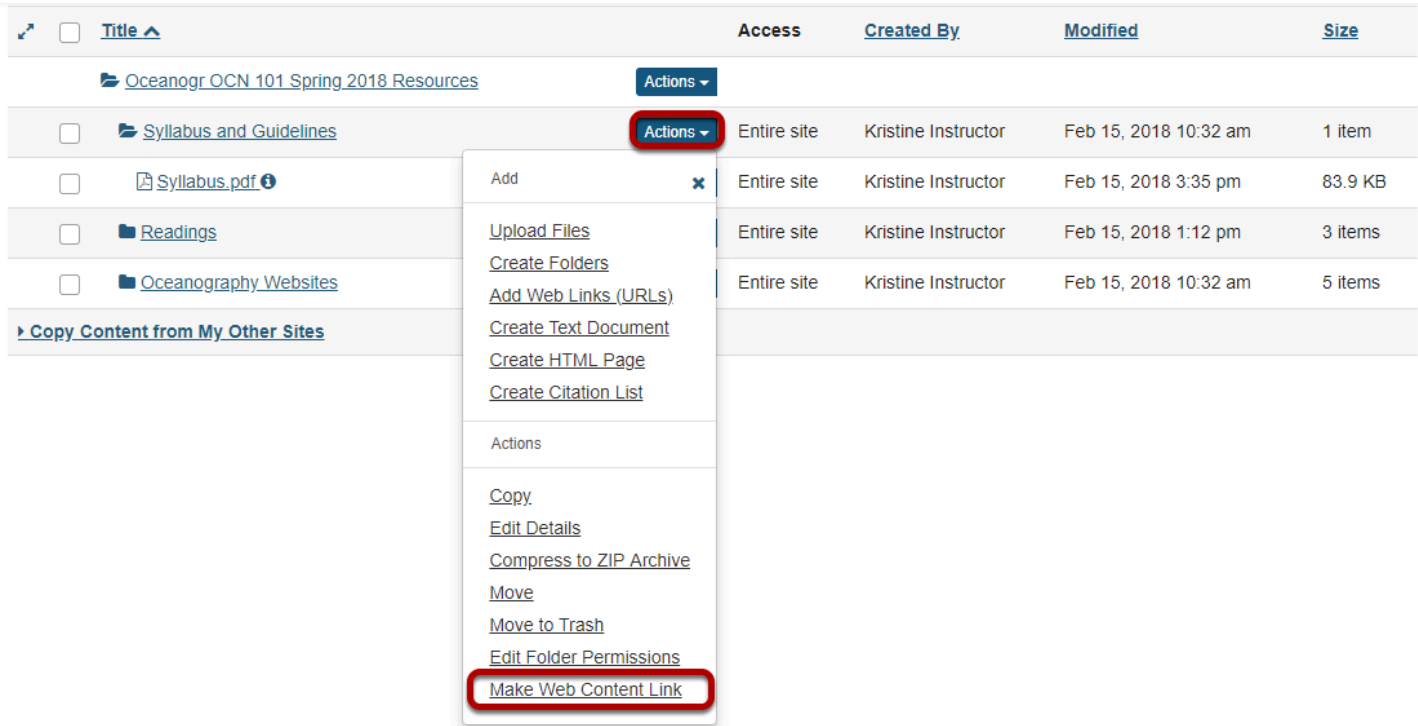 Title Access Created By Modified Size
Oceanogr OCN 101 Spring 2018 Resources Actions
Syllabus and Guidelines Actions Entire site Kristine Instructor Feb 15, 2018 10:32 am 1 item
Syllabus.pdf Entire site Kristine Instructor Feb 15, 2018 3:35 pm 83.9 KB
Readings Entire site Kristine Instructor Feb 15, 2018 1:12 pm 3 items
Oceanography Websites Entire site Kristine Instructor Feb 15, 2018 10:32 am 5 items
Copy Content from My Other Sites
Add
Upload Files
Create Folders
Add Web Links (URLs)
Create Text Document
Create HTML Page
Create Citation List
Actions
Copy
Edit Details
Compress to ZIP Archive
Move
Move to Trash
Edit Folder Permissions
Make Web Content Link